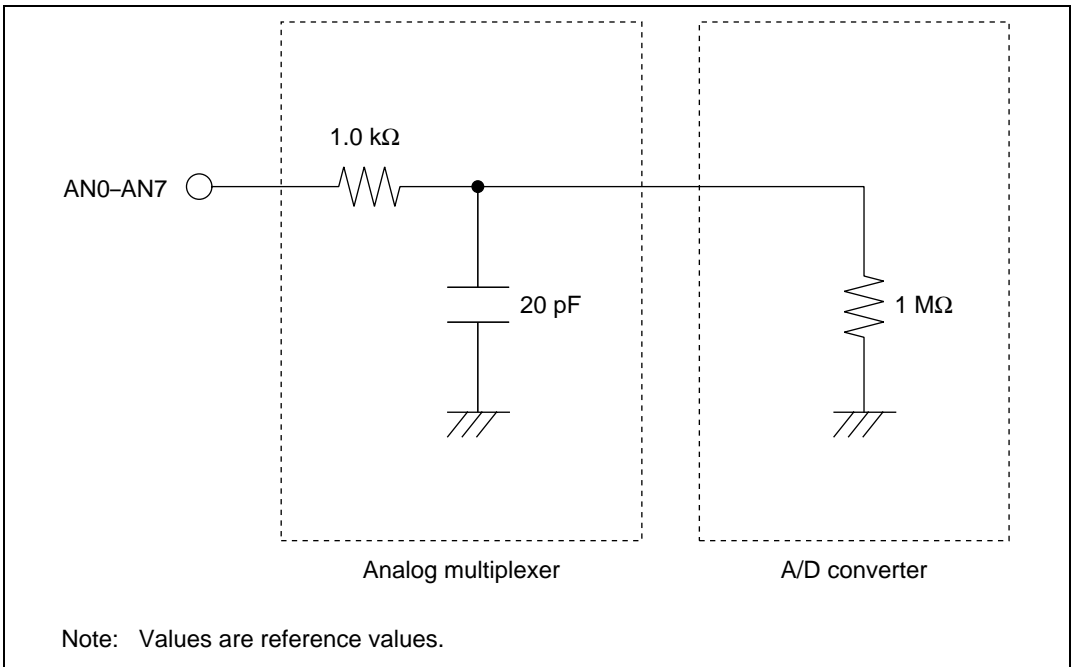 1.0 kΩ
AN0–AN7
20 pF
1 MΩ
Analog multiplexer
A/D converter
Note: Values are reference values.